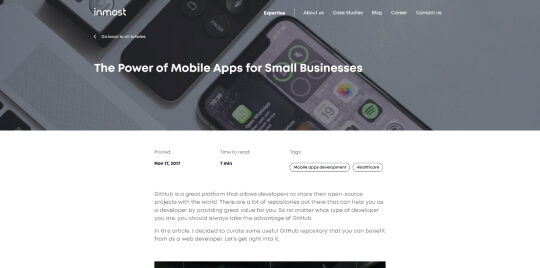 inmost
Expertise
About us
Case Studies
Blog
Career
Contact us
Go back to all Articles
The Power of Mobile Apps for Small Businesses
Posted:
Time to read:
Tags:
Nov 17, 2017
7 min
Mobile apps development
Healthcare
GitHub is a great platform that allows developers to share their open-source
projects with the world. There are a lot of repositories out there that can help you as
a developer by providing great value for you. So no matter what type of developer
you are, you should always take the advantage of GitHub.
In this article, I decided to curate some useful GitHub repository that you can benefit
from as a web developer. Let's get right into it.